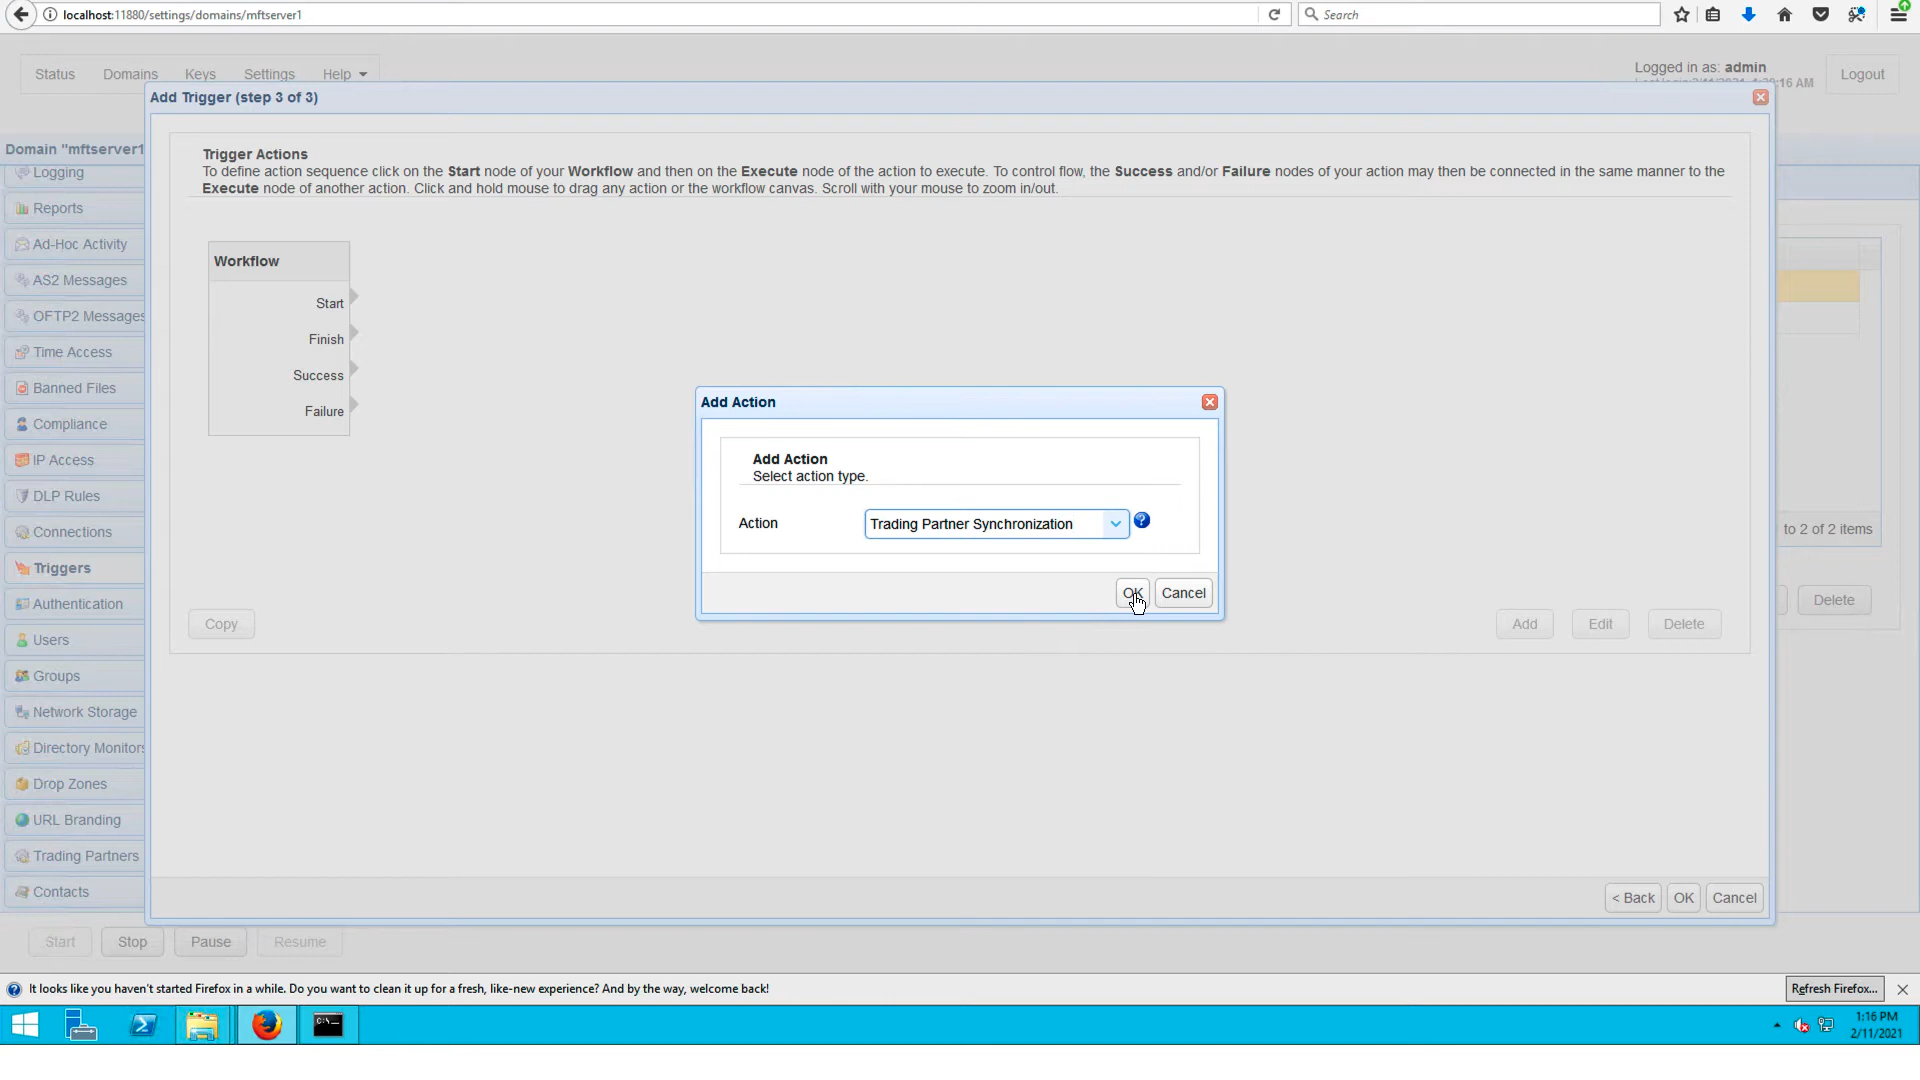 localhost:11880/settings/domains/mftserver1
Search
Status Domains Keys Settings Help
Logged in as: admin
:16 AM
Logout
Add Trigger (step 3 of 3)
Domain "mftserver1
Trigger Actions
To define action sequence click on the Start node of your Workflow and then on the Execute node of the action to execute. To control flow, the Success and/or Failure nodes of your action may then be connected in the same manner to the
Execute node of another action. Click and hold mouse to drag any action or the workflow canvas. Scroll with your mouse to zoom in/out.
Logging
Reports
Ad-Hoc Activity
AS2 Messages
OFTP2 Messages
Time Access
Banned Files
Compliance
IP Access
DLP Rules
Connections
Triggers
Authentication
Users
Groups
Network Storage
Directory Monitors
Drop Zones
URL Branding
Trading Partners
Contacts
Workflow
Start
Finish
Success
Failure
Add Action
Add Action
Select action type.
Action Trading Partner Synchronization
OK Cancel
to 2 of 2 items
Delete
Copy Add Edit Delete
< Back OK Cancel
Start Stop Pause Resume
It looks like you haven't started Firefox in a while. Do you want to clean it up for a fresh, like-new experience? And by the way, welcome back!
Refresh Firefox...
1:16 PM
2/11/2021